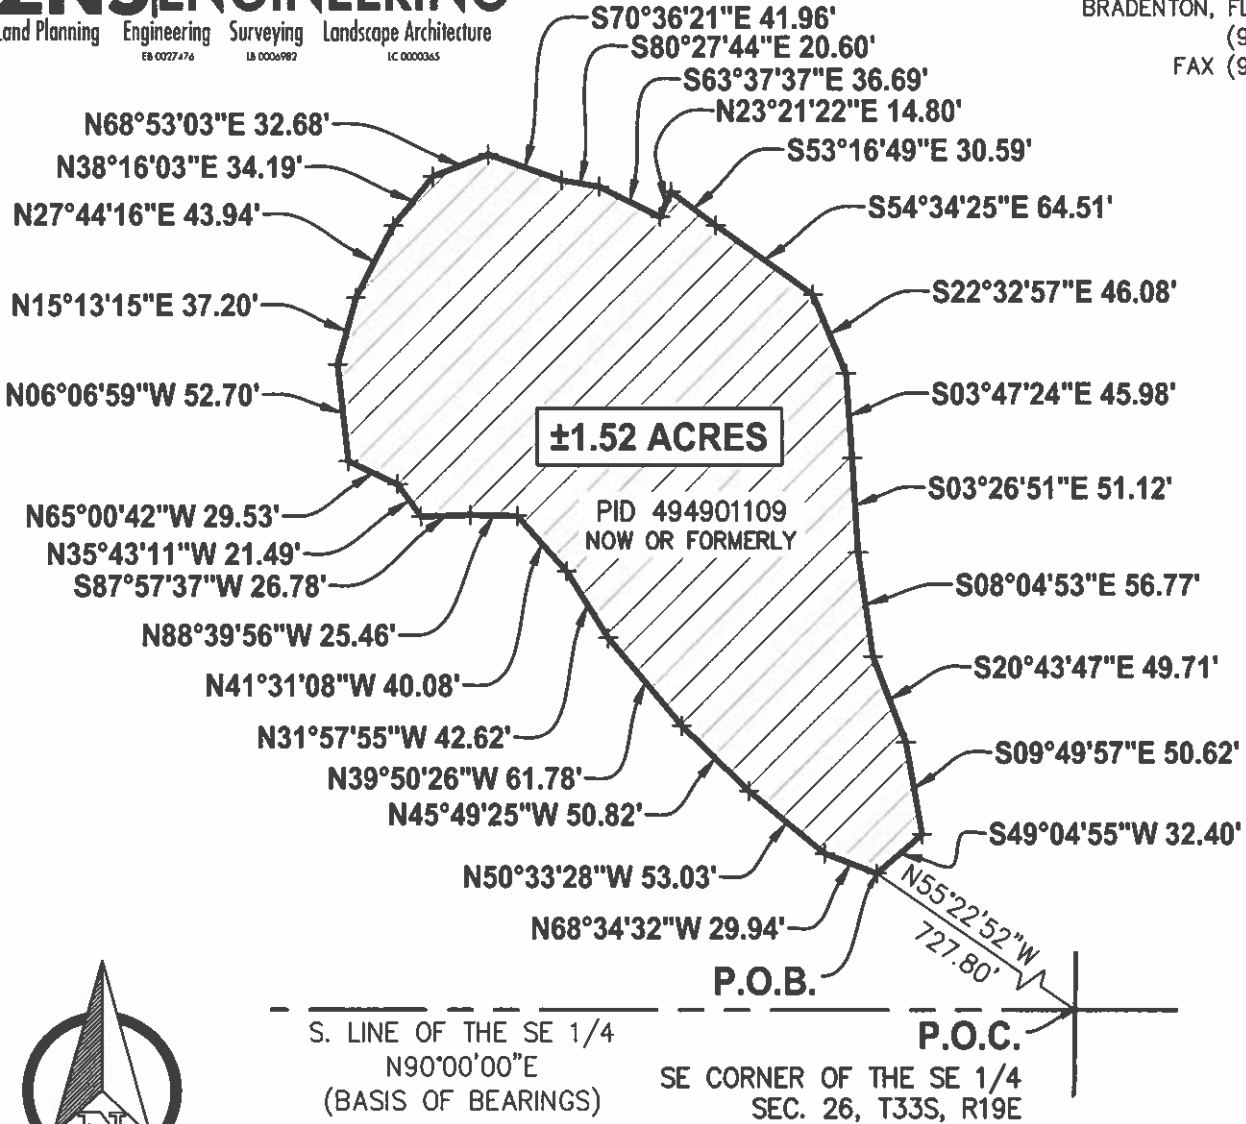 ENGINEERING
Land Planning Engineering Surveying Landscape Architecture
LB 0006982 LC 0000365
BRADENTON, FL
(9
FAX (9
S70°36'21"E 41.96'
S80°27'44"E 20.60'
S63°37'37"E 36.69'
N23°21'22"E 14.80'
S53°16'49"E 30.59'
S54°34'25"E 64.51'
S22°32'57"E 46.08'
S03°47'24"E 45.98'
S03°26'51"E 51.12'
S08°04'53"E 56.77'
S20°43'47"E 49.71'
S09°49'57"E 50.62'
S49°04'55"W 32.40'
N68°53'03"E 32.68'
N38°16'03"E 34.19'
N27°44'16"E 43.94'
N15°13'15"E 37.20'
N06°06'59"W 52.70'
N65°00'42"W 29.53'
N35°43'11"W 21.49'
S87°57'37"W 26.78'
N88°39'56"W 25.46'
N41°31'08"W 40.08'
N31°57'55"W 42.62'
N39°50'26"W 61.78'
N45°49'25"W 50.82'
N50°33'28"W 53.03'
N68°34'32"W 29.94'
±1.52 ACRES
PID 494901109
NOW OR FORMERLY
N55°22'52"W
727.80'
P.O.B.
P.O.C.
S. LINE OF THE SE 1/4
N90°00'00"E
(BASIS OF BEARINGS)
SE CORNER OF THE SE 1/4
SEC. 26, T33S, R19E
N